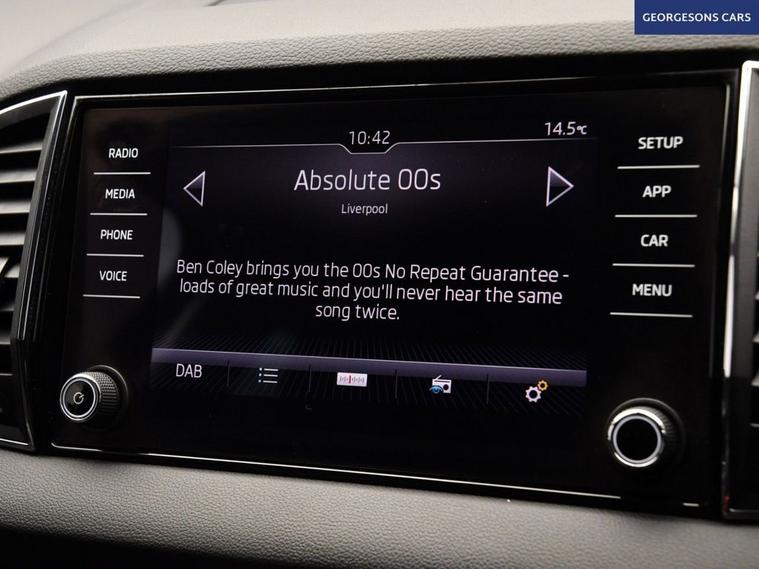 GEORGESONS CARS
10:42
14.5°C
RADIO
MEDIA
PHONE
VOICE
Absolute 00s
Liverpool
Ben Coley brings you the 00s No Repeat Guarantee -
loads of great music and you'll never hear the same
song twice.
DAB
SETUP
APP
CAR
MENU